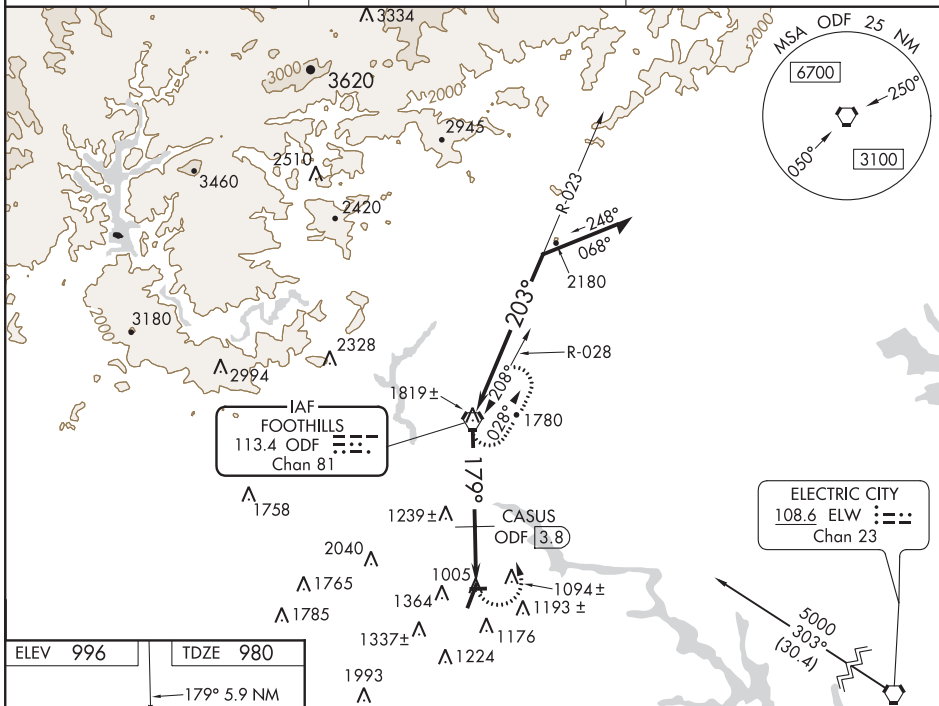 3334
3000
3620
2000
2000
MSA ODF 25 NM
6700
250°
050°
3100
2945
2510
3460
2420
R-023
248°
068°
2180
203°
3180
2000
2328
2994
R-028
208°
028°
1819±
1780
IAF
FOOTHILLS
113.4 ODF
Chan 81
179°
1758
1239±
CASUS
ODF 3.8
2040
1005
1765
1364
1094±
1785
1193 ±
1337±
1176
1224
1993
ELECTRIC CITY
108.6 ELW
Chan 23
5000
303°
(30.4)
ELEV 996
TDZE 980
179° 5.9 NM